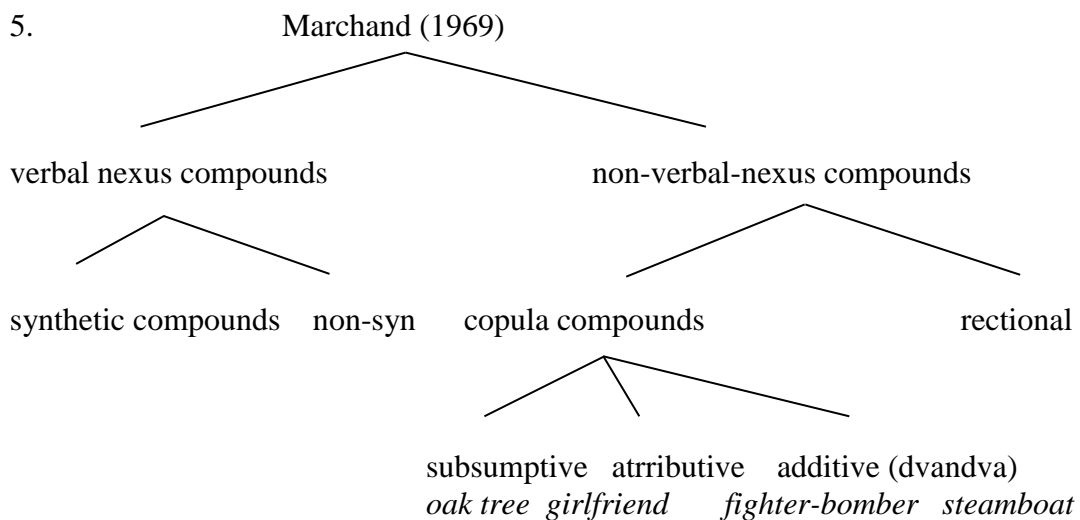 5. Marchand (1969)
verbal nexus compounds non-verbal-nexus compounds
synthetic compounds non-syn copula compounds rectional
subsumptive atrributive additive (dvandva)
oak tree girlfriend fighter-bomber steamboat